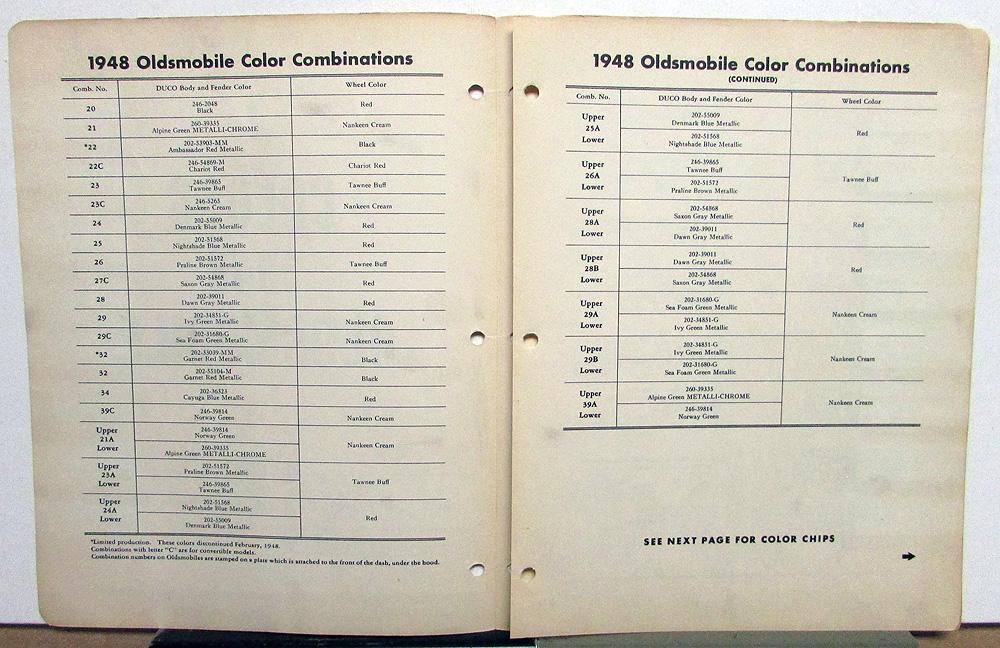 1948 Oldsmobile Color Combinations
Comb. No. DUCO Body and Fender Color Wheel Color
20 246-2048 Black Red
21 260-39335 Alpine Green METALLI-CHROME Nankeen Cream
*22 202-53903-MM Ambassador Red Metallic Black
22C 246-54869-M Chariot Red Chariot Red
23 246-39865 Tawnee Buff Tawnee Buff
23C 246-5265 Nankeen Cream Nankeen Cream
24 202-55009 Denmark Blue Metallic Red
25 202-51568 Nightshade Blue Metallic Red
26 202-51572 Praline Brown Metallic Tawnee Buff
27C 202-54868 Saxon Gray Metallic Red
28 202-39011 Dawn Gray Metallic Red
29 202-34851-G Ivy Green Metallic Nankeen Cream
29C 202-31680-G Sea Foam Green Metallic Nankeen Cream
*32 202-55039-MM Garnet Red Metallic Black
32 202-55104-M Garnet Red Metallic Black
34 202-36323 Cayuga Blue Metallic Red
39C 246-39814 Norway Green Nankeen Cream
Upper 246-39814 Norway Green
21A Nankeen Cream
Lower 260-39335 Alpine Green METALLI-CHROME
Upper 202-51572 Praline Brown Metallic
23A Tawnee Buff
Lower 246-39865 Tawnee Buff
Upper 202-51568 Nightshade Blue Metallic
24A Red
Lower 202-55009 Denmark Blue Metallic
*Limited production. These colors discontinued February, 1948.
Combinations with letter "C" are for convertible models.
Combination numbers on Oldsmobiles are stamped on a plate which is attached to the front of the dash, under the hood.
1948 Oldsmobile Color Combinations
(CONTINUED)
Comb. No. DUCO Body and Fender Color Wheel Color
Upper 202-55009 Denmark Blue Metallic
25A Red
Lower 202-51568 Nightshade Blue Metallic
Upper 246-39865 Tawnee Buff
26A Tawnee Buff
Lower 202-51572 Praline Brown Metallic
Upper 202-54868 Saxon Gray Metallic
28A Red
Lower 202-39011 Dawn Gray Metallic
Upper 202-39011 Dawn Gray Metallic
28B Red
Lower 202-54868 Saxon Gray Metallic
Upper 202-31680-G Sea Foam Green Metallic
29A Nankeen Cream
Lower 202-34851-G Ivy Green Metallic
Upper 202-34851-G Ivy Green Metallic
29B Nankeen Cream
Lower 202-31680-G Sea Foam Green Metallic
Upper 260-39335 Alpine Green METALLI-CHROME
39A Nankeen Cream
Lower 246-39814 Norway Green
SEE NEXT PAGE FOR COLOR CHIPS